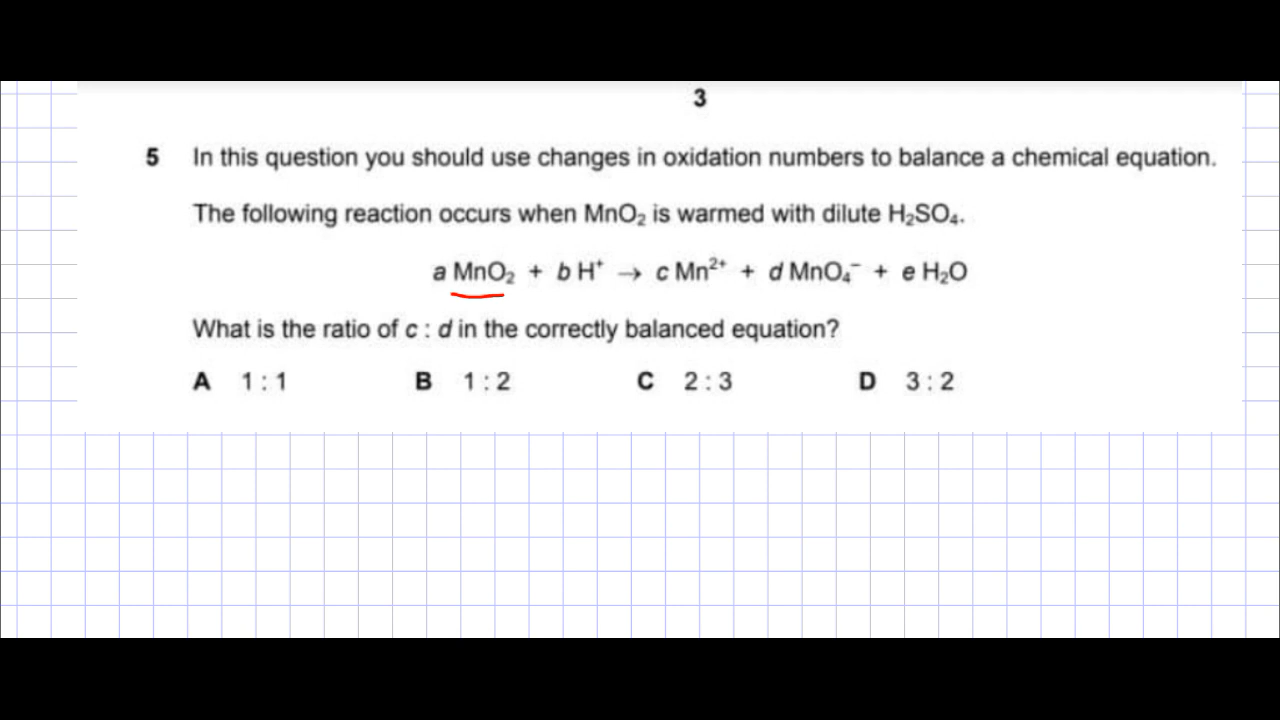 3
5 In this question you should use changes in oxidation numbers to balance a chemical equation.
The following reaction occurs when MnO₂ is warmed with dilute H₂SO₄.
a MnO₂ + b H⁺ → c Mn²⁺ + d MnO₄⁻ + e H₂O
What is the ratio of c : d in the correctly balanced equation?
A 1 : 1 B 1 : 2 C 2 : 3 D 3 : 2